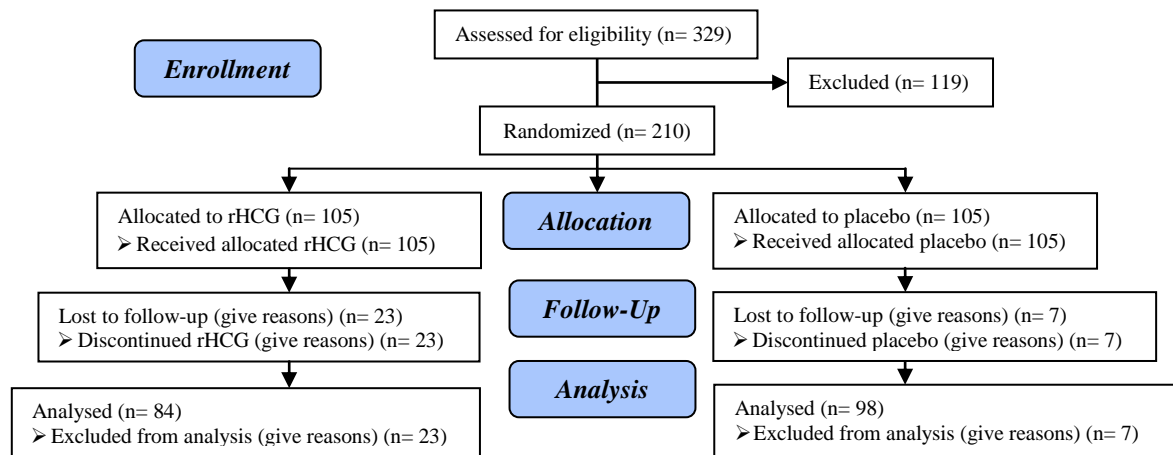 Assessed for eligibility (n= 329)
Enrollment
Excluded (n= 119)
Randomized (n= 210)
Allocated to rHCG (n= 105)
➢ Received allocated rHCG (n= 105)
Allocation
Allocated to placebo (n= 105)
➢ Received allocated placebo (n= 105)
Lost to follow-up (give reasons) (n= 23)
➢ Discontinued rHCG (give reasons) (n= 23)
Follow-Up
Lost to follow-up (give reasons) (n= 7)
➢ Discontinued placebo (give reasons) (n= 7)
Analysis
Analysed (n= 84)
➢ Excluded from analysis (give reasons) (n= 23)
Analysed (n= 98)
➢ Excluded from analysis (give reasons) (n= 7)